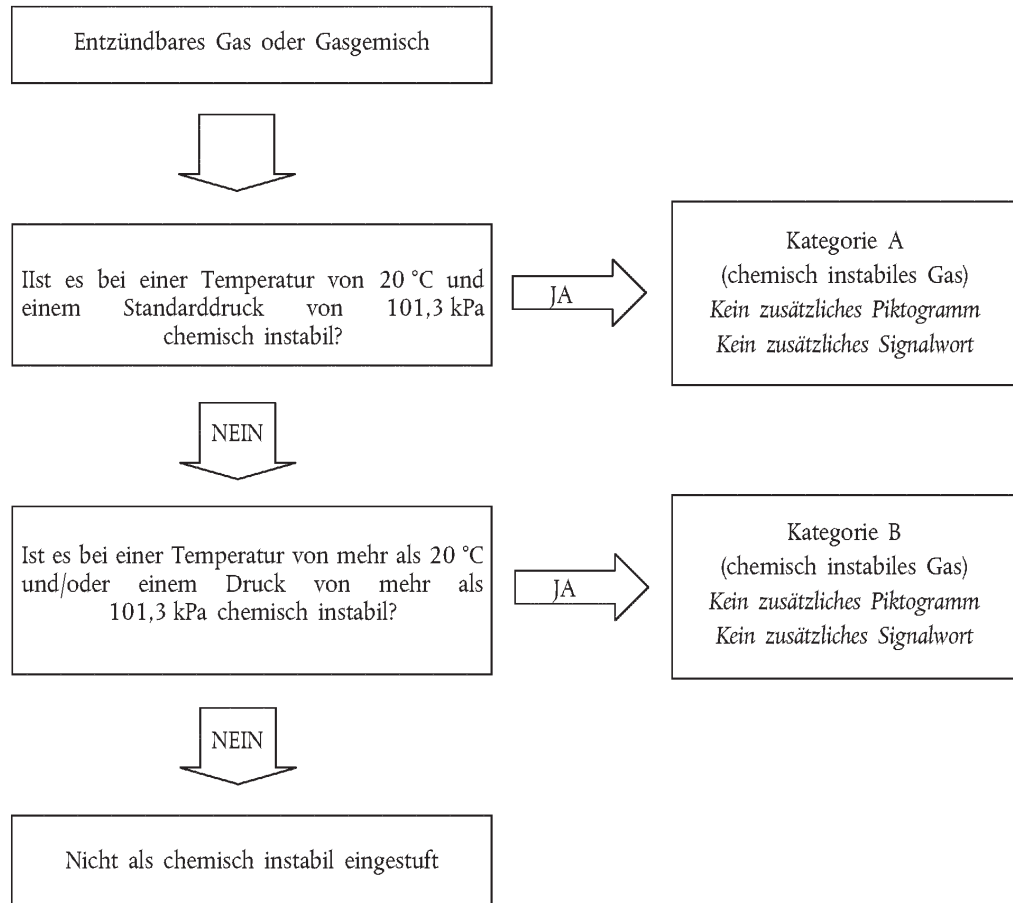 Entzündbares Gas oder Gasgemisch
IIst es bei einer Temperatur von 20 °C und
einem Standarddruck von 101,3 kPa
chemisch instabil?
JA
Kategorie A
(chemisch instabiles Gas)
Kein zusätzliches Piktogramm
Kein zusätzliches Signalwort
NEIN
Ist es bei einer Temperatur von mehr als 20 °C
und/oder einem Druck von mehr als
101,3 kPa chemisch instabil?
JA
Kategorie B
(chemisch instabiles Gas)
Kein zusätzliches Piktogramm
Kein zusätzliches Signalwort
NEIN
Nicht als chemisch instabil eingestuft